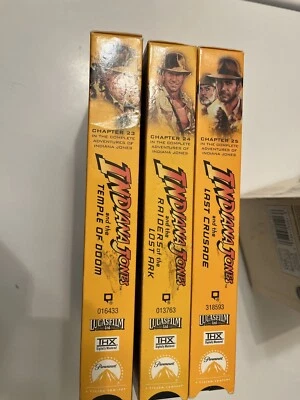 CHAPTER 23
IN THE COMPLETE
ADVENTURES OF
INDIANA JONES
INDIANA JONES
and the
TEMPLE OF DOOM
016433
LUCASFILM
THX
Paramount
CHAPTER 24
IN THE COMPLETE
ADVENTURES OF
INDIANA JONES
INDIANA JONES
and the
RAIDERS of the
LOST ARK
013763
LUCASFILM
THX
Paramount
CHAPTER 25
IN THE COMPLETE
ADVENTURES OF
INDIANA JONES
INDIANA JONES
and the
LAST CRUSADE
318593
LUCASFILM
THX
Paramount